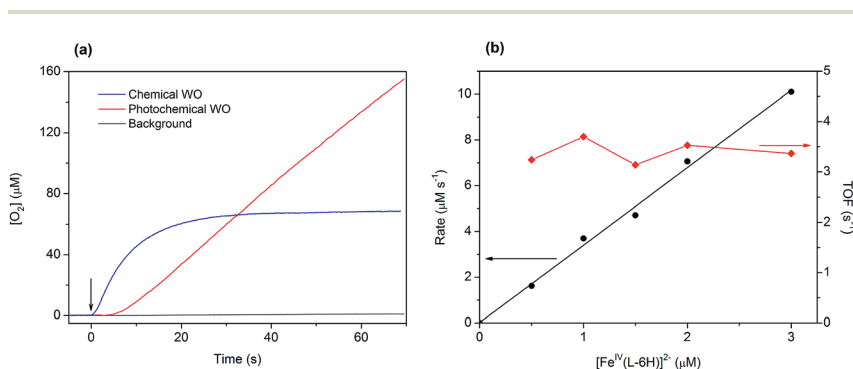 (a)
160
120
80
40
0
[O₂] (μM)
Chemical WO
Photochemical WO
Background
0 20 40 60
Time (s)
(b)
10
8
6
4
2
0
Rate (μM s⁻¹)
5
4
3
2
1
0
TOF (s⁻¹)
0 1 2 3
[Feᴵⱽ(L-6H)]²⁻ (μM)